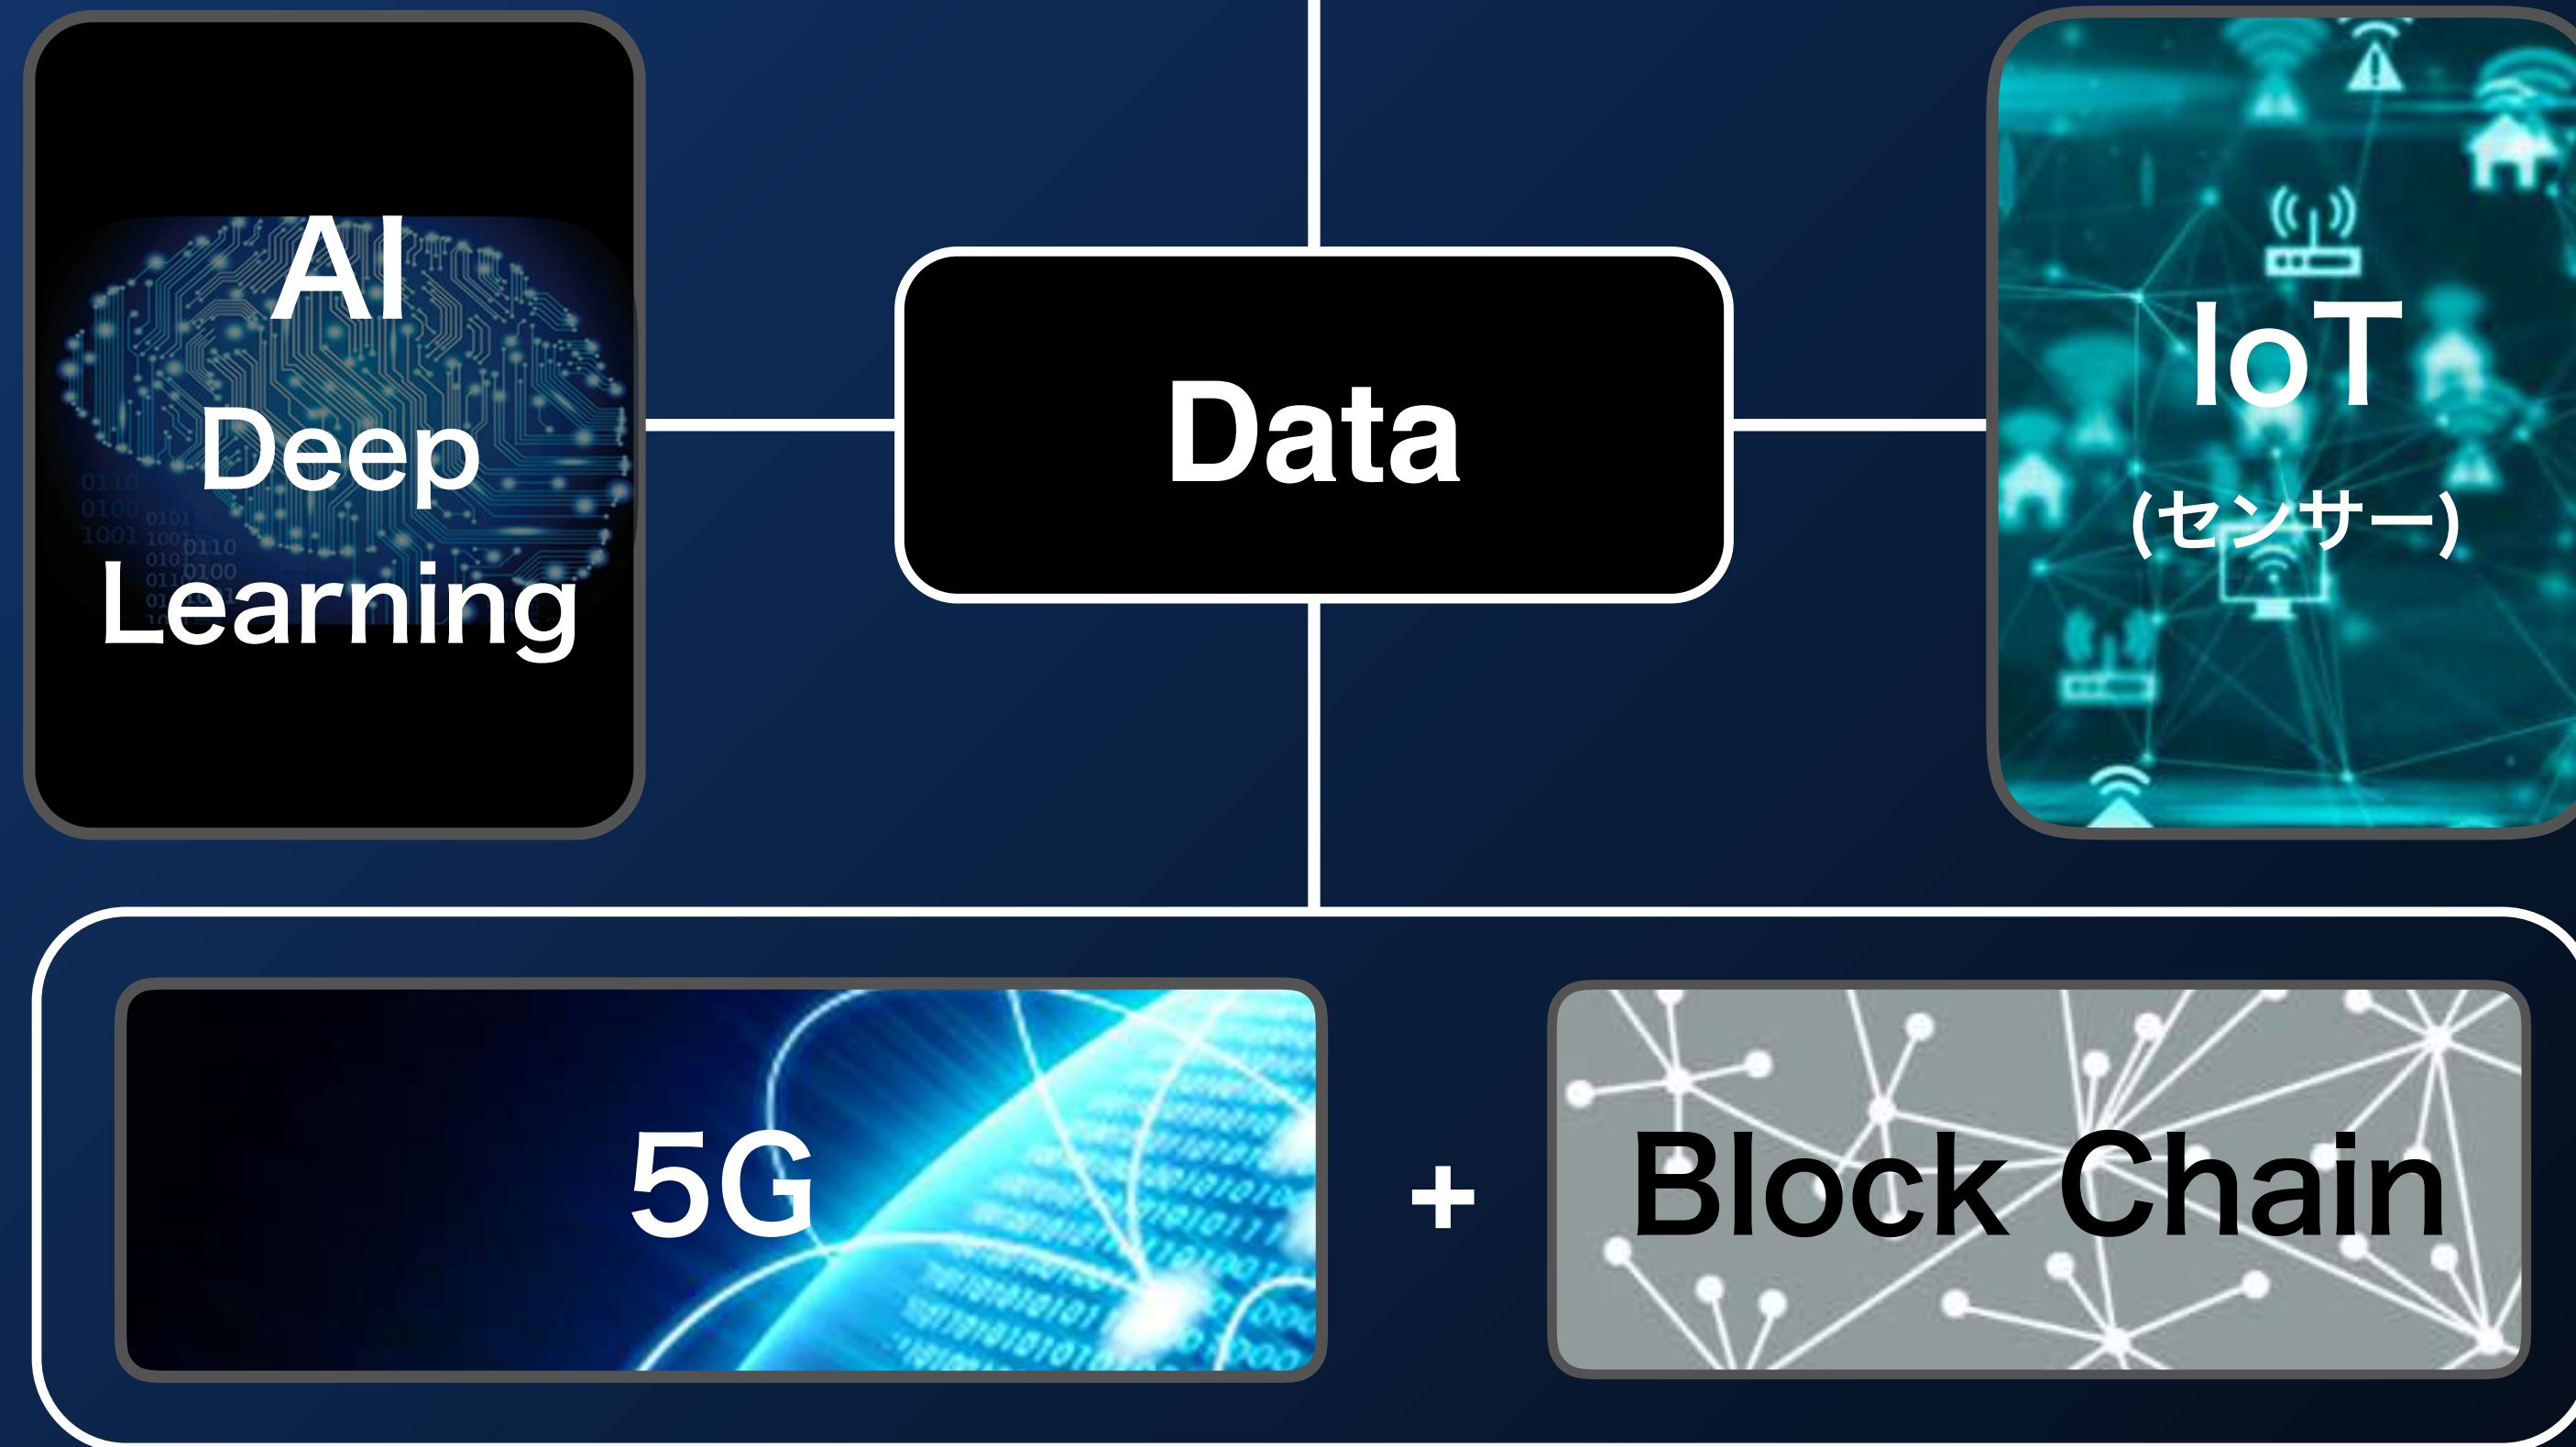 AI
Deep
Learning
Data
IoT
(センサー)
5G
+
Block Chain